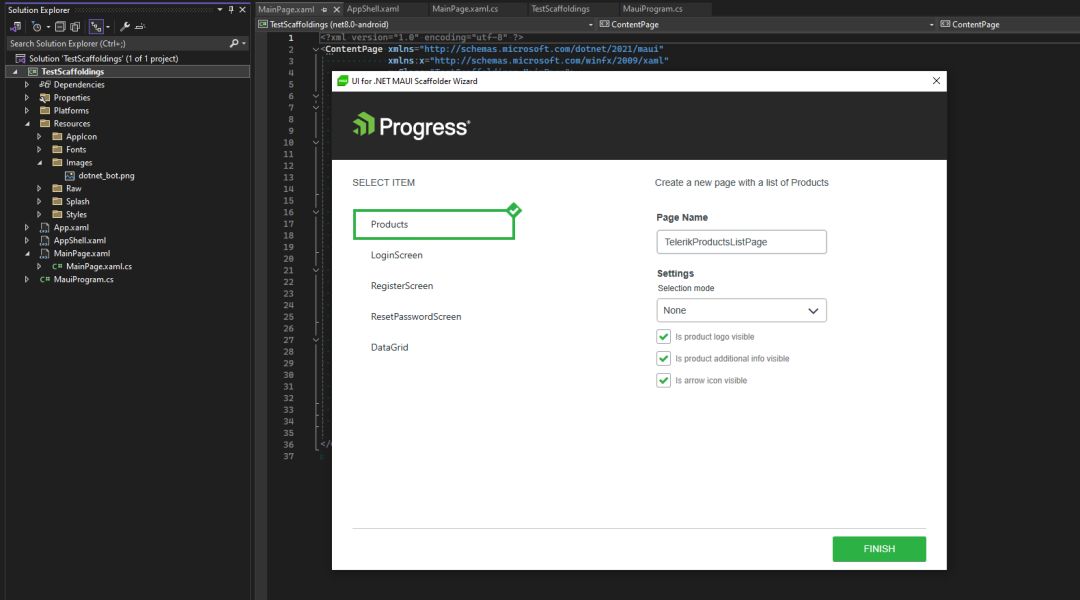 Solution Explorer
Search Solution Explorer (Ctrl+;)
Solution 'TestScaffoldings' (1 of 1 project)
TestScaffoldings
Dependencies
Properties
Platforms
Resources
AppIcon
Fonts
Images
dotnet_bot.png
Raw
Splash
Styles
App.xaml
AppShell.xaml
MainPage.xaml
MainPage.xaml.cs
C# MauiProgram.cs
MainPage.xaml
AppShell.xaml
MainPage.xaml.cs
TestScaffoldings
MauiProgram.cs
TestScaffoldings (net8.0-android)
ContentPage
ContentPage
1 <?xml version="1.0" encoding="utf-8" ?>
2 <ContentPage xmlns="http://schemas.microsoft.com/dotnet/2021/maui"
3 xmlns:x="http://schemas.microsoft.com/winfx/2009/xaml"
4
5
6
7
8
9
10
11
12
13
14
15
16
17
18
19
20
21
22
23
24
25
26
27
28
29
30
31
32
33
34
35
36 </
37
UI for .NET MAUI Scaffolder Wizard
Progress®
SELECT ITEM
Products
LoginScreen
RegisterScreen
ResetPasswordScreen
DataGrid
Create a new page with a list of Products
Page Name
TelerikProductsListPage
Settings
Selection mode
None
Is product logo visible
Is product additional info visible
Is arrow icon visible
FINISH